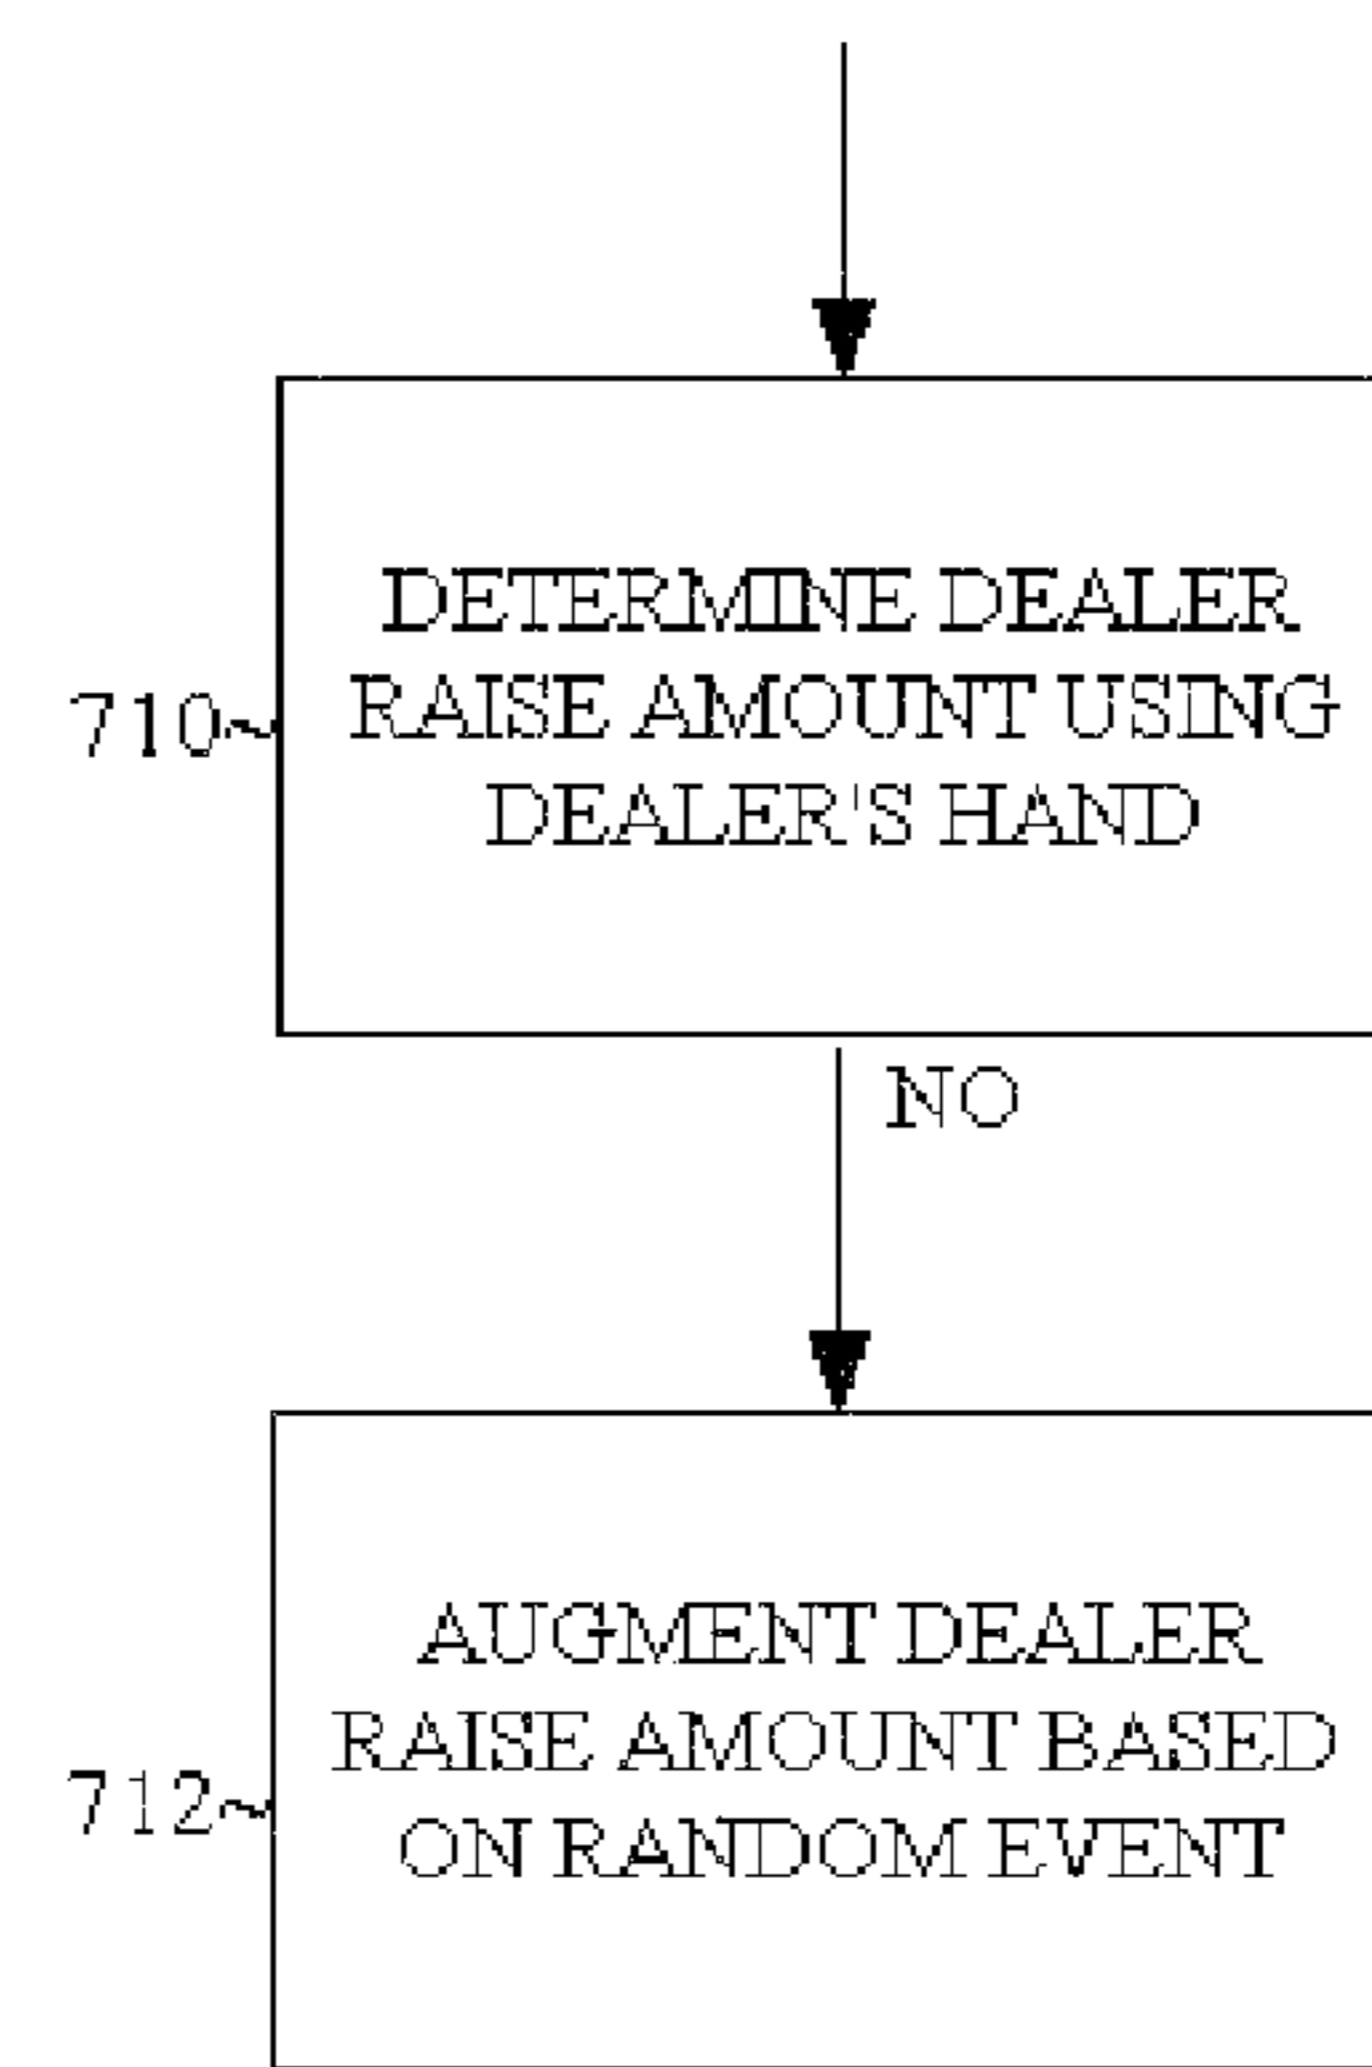 DETERMINE DEALER
RAISE AMOUNT USING
DEALER'S HAND
710
NO
AUGMENT DEALER
RAISE AMOUNT BASED
ON RANDOM EVENT
712